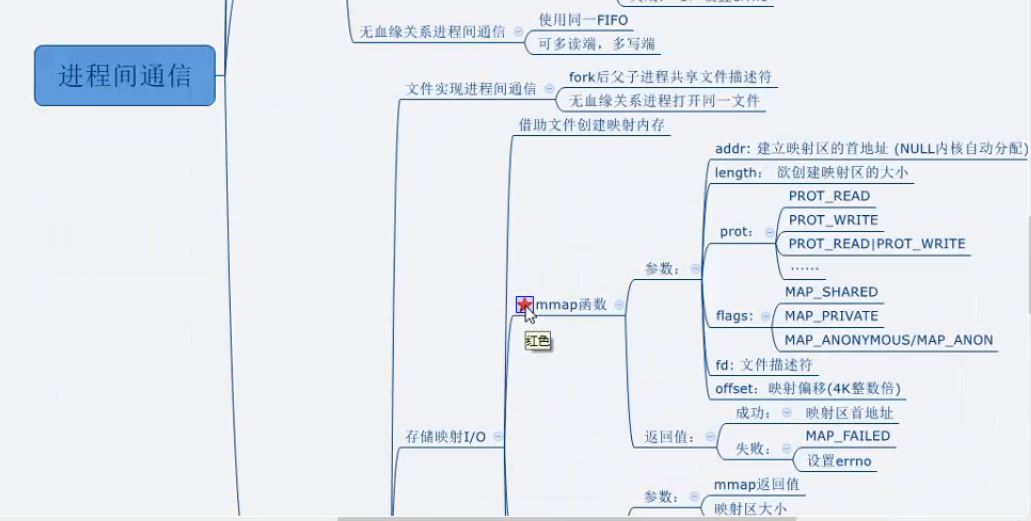 无血缘关系进程间通信
使用同一FIFO
可多读端，多写端
进程间通信
文件实现进程间通信
fork后父子进程共享文件描述符
无血缘关系进程打开同一文件
借助文件创建映射内存
addr: 建立映射区的首地址 (NULL内核自动分配)
length： 欲创建映射区的大小
prot：
PROT_READ
PROT_WRITE
PROT_READ|PROT_WRITE
……
参数：
mmap函数
红色
flags:
MAP_SHARED
MAP_PRIVATE
MAP_ANONYMOUS/MAP_ANON
fd: 文件描述符
offset: 映射偏移(4K整数倍)
存储映射I/O
返回值：
成功：
映射区首地址
失败：
MAP_FAILED
设置errno
参数：
mmap返回值
映射区大小